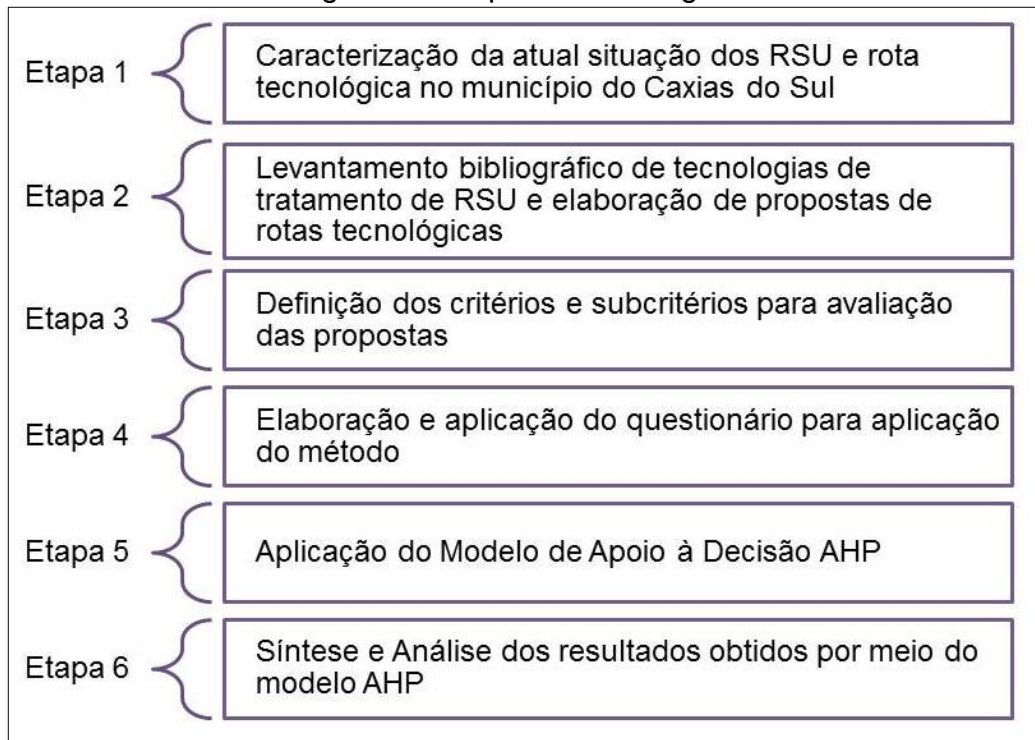 Etapa 1
Caracterização da atual situação dos RSU e rota
tecnológica no município do Caxias do Sul
Etapa 2
Levantamento bibliográfico de tecnologias de
tratamento de RSU e elaboração de propostas de
rotas tecnológicas
Etapa 3
Definição dos critérios e subcritérios para avaliação
das propostas
Etapa 4
Elaboração e aplicação do questionário para aplicação
do método
Etapa 5
Aplicação do Modelo de Apoio à Decisão AHP
Etapa 6
Síntese e Análise dos resultados obtidos por meio do
modelo AHP